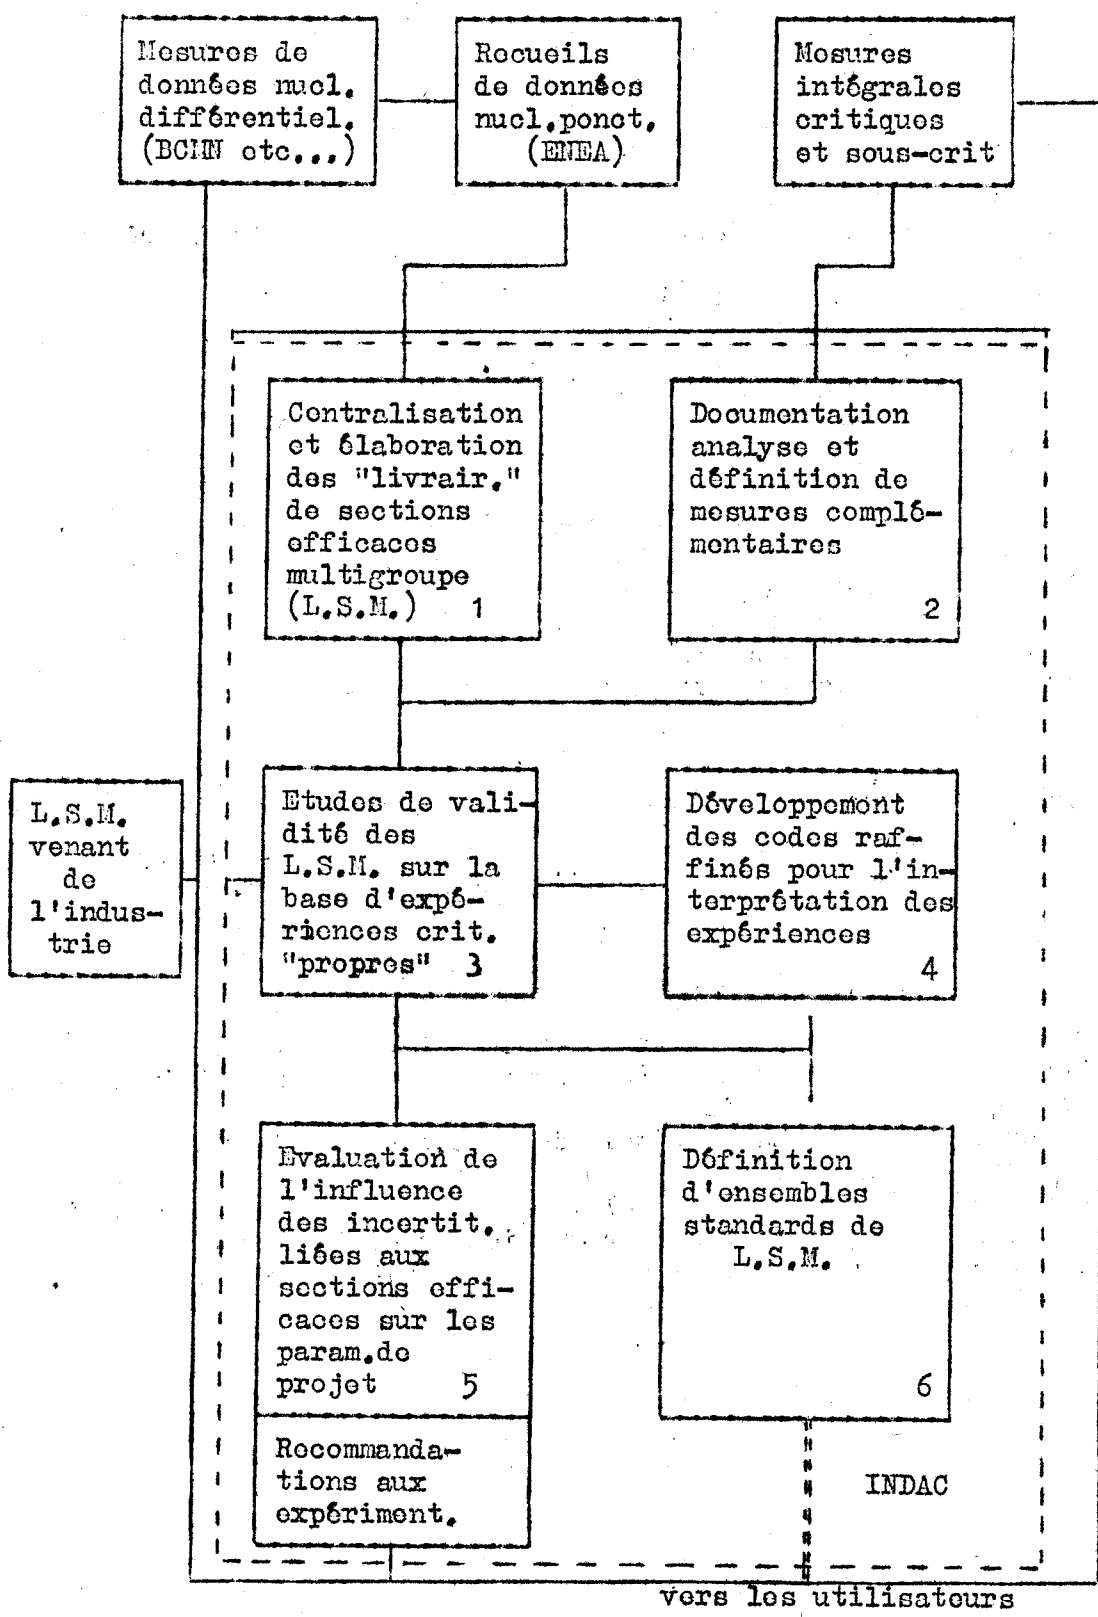 Mesures de
données nucl.
différentiel.
(BCMN etc...)
Recueils
de données
nucl.ponct.
(ENEA)
Mesures
intégrales
critiques
et sous-crit
Centralisation
et élaboration
des "livrair."
de sections
efficaces
multigroupe
(L.S.M.) 1
Documentation
analyse et
définition de
mesures complé-
mentaires
2
L.S.M.
venant
de
l'indus-
trie
Etudes de vali-
dité des
L.S.M. sur la
base d'expé-
riences crit.
"propres" 3
Développement
des codes raf-
finés pour l'in-
terprétation des
expériences
4
Evaluation de
l'influence
des incertit.
liées aux
sections effi-
caces sur les
param.de
projet 5
Définition
d'ensembles
standards de
L.S.M.
6
Recommanda-
tions aux
expériment.
INDAC
vers les utilisateurs